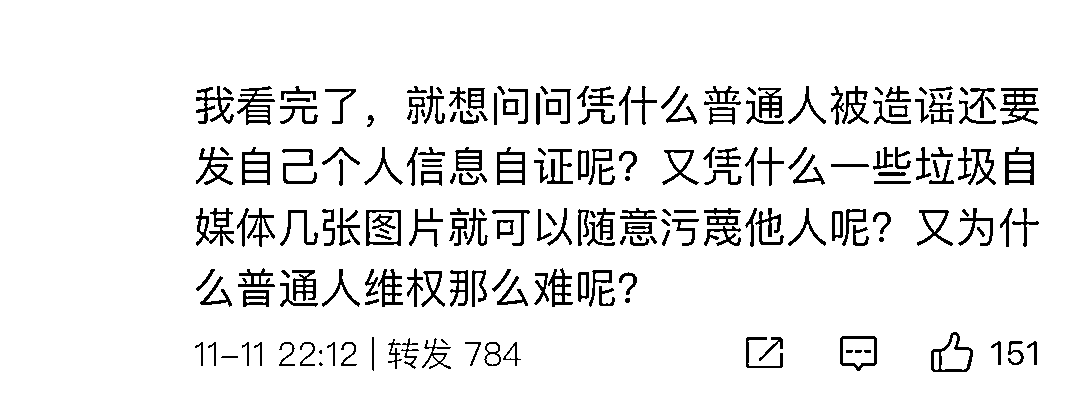 我看完了，就想问问凭什么普通人被造谣还要
发自己个人信息自证呢？又凭什么一些垃圾自
媒体几张图片就可以随意污蔑他人呢？又为什
么普通人维权那么难呢？
11-11 22:12 | 转发 784 151